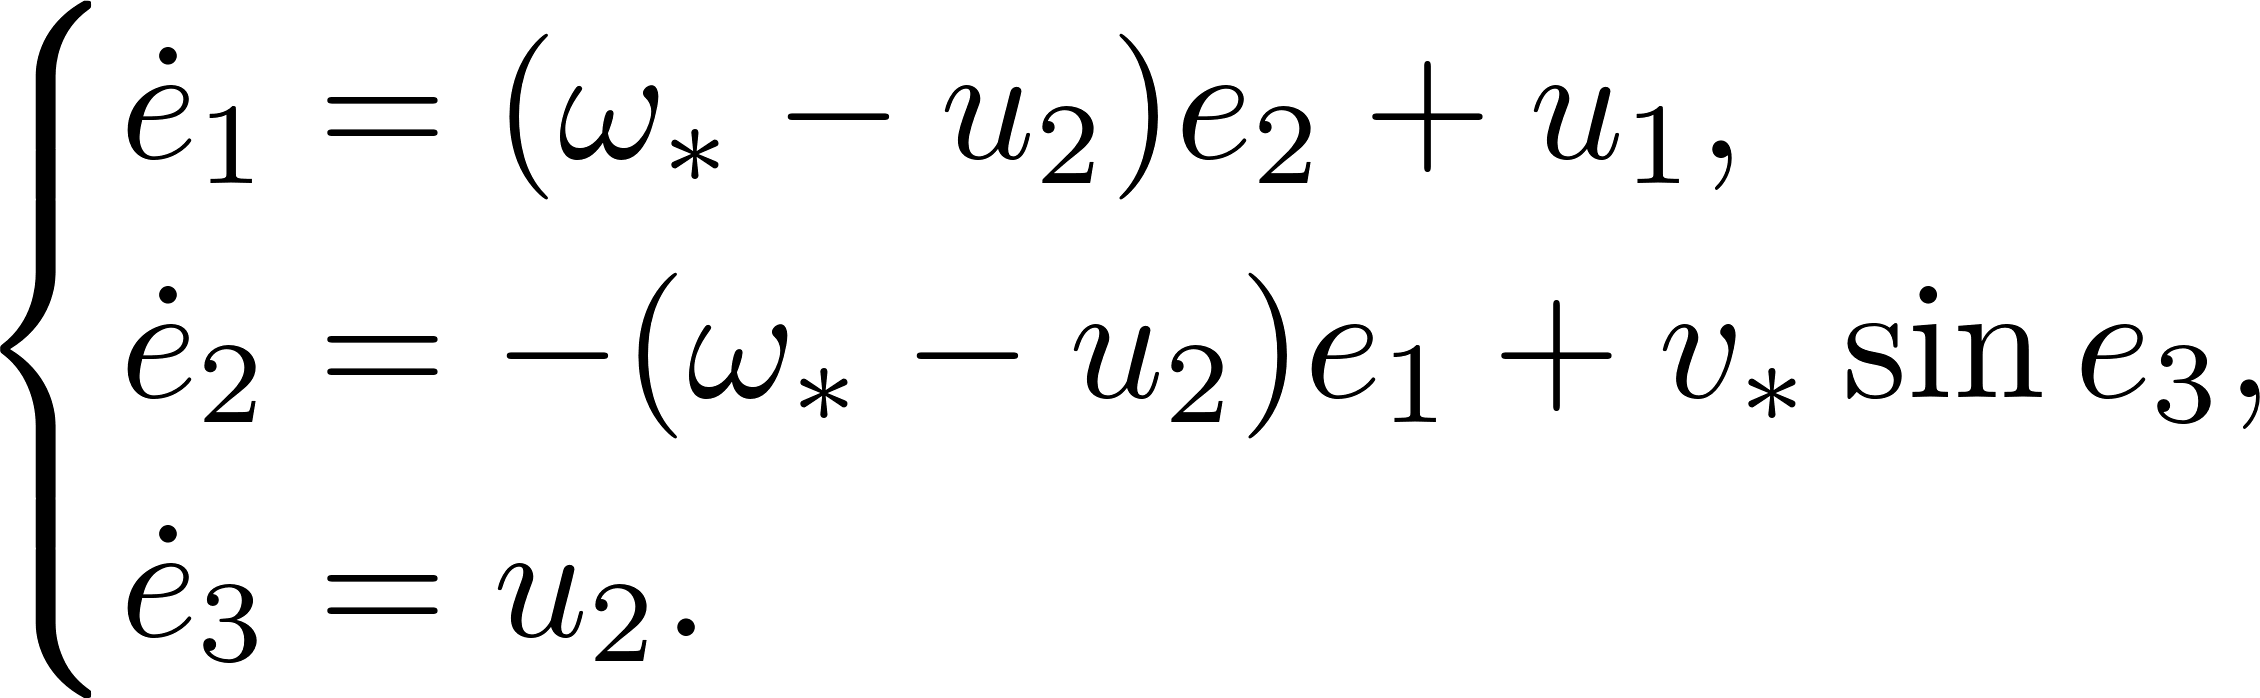 ė₁ = (ω∗ − u₂)e₂ + u₁,
ė₂ = −(ω∗ − u₂)e₁ + v∗ sin e₃,
ė₃ = u₂.